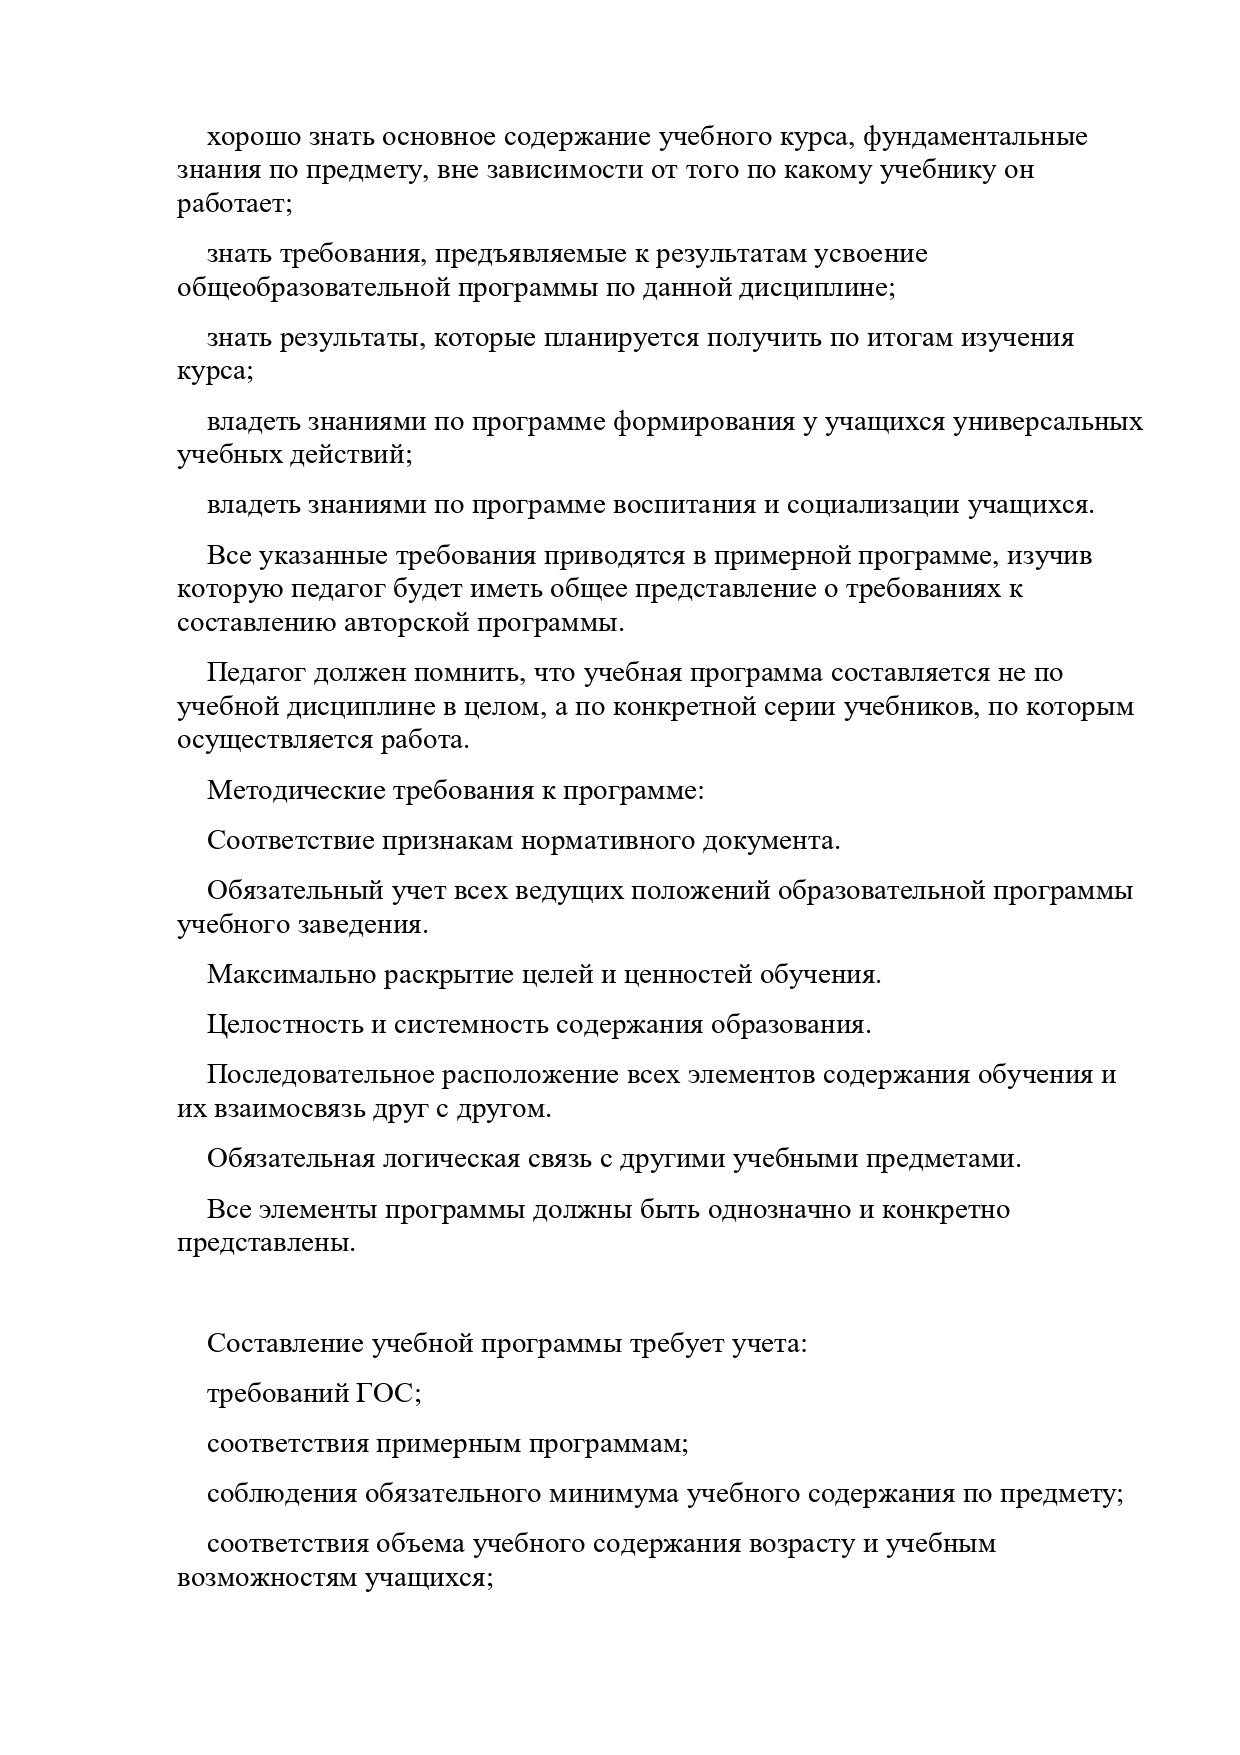 хорошо знать основное содержание учебного курса, фундаментальные
знания по предмету, вне зависимости от того по какому учебнику он
работает;
знать требования, предъявляемые к результатам усвоение
общеобразовательной программы по данной дисциплине;
знать результаты, которые планируется получить по итогам изучения
курса;
владеть знаниями по программе формирования у учащихся универсальных
учебных действий;
владеть знаниями по программе воспитания и социализации учащихся.
Все указанные требования приводятся в примерной программе, изучив
которую педагог будет иметь общее представление о требованиях к
составлению авторской программы.
Педагог должен помнить, что учебная программа составляется не по
учебной дисциплине в целом, а по конкретной серии учебников, по которым
осуществляется работа.
Методические требования к программе:
Соответствие признакам нормативного документа.
Обязательный учет всех ведущих положений образовательной программы
учебного заведения.
Максимально раскрытие целей и ценностей обучения.
Целостность и системность содержания образования.
Последовательное расположение всех элементов содержания обучения и
их взаимосвязь друг с другом.
Обязательная логическая связь с другими учебными предметами.
Все элементы программы должны быть однозначно и конкретно
представлены.
Составление учебной программы требует учета:
требований ГОС;
соответствия примерным программам;
соблюдения обязательного минимума учебного содержания по предмету;
соответствия объема учебного содержания возрасту и учебным
возможностям учащихся;